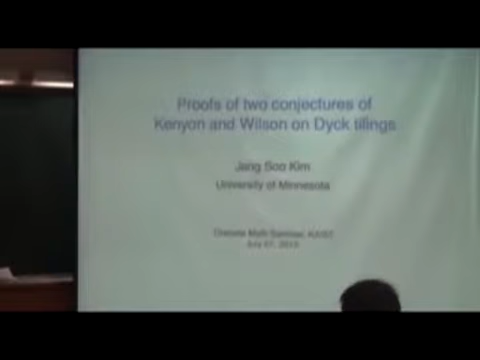 Proofs of two conjectures of
Kenyon and Wilson on Dyck tilings
Jang Soo Kim
University of Minnesota
Discrete Math Seminar, KAIST
July